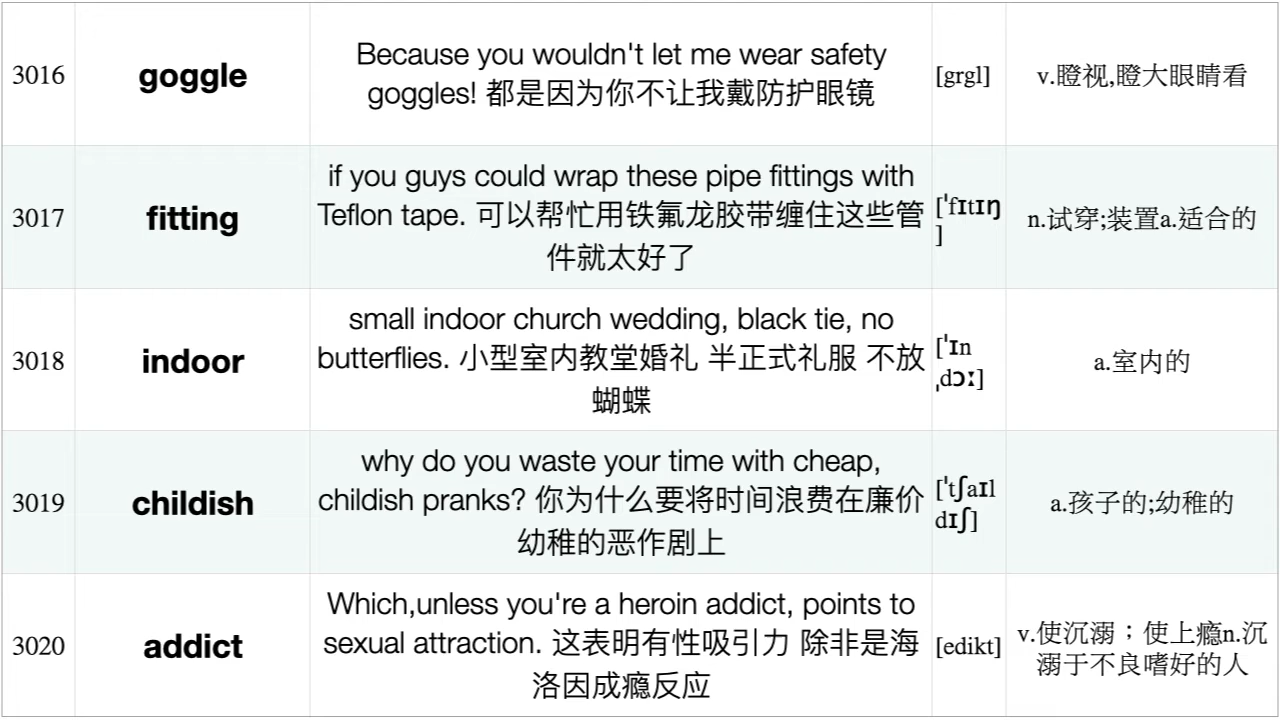 3016
goggle
Because you wouldn't let me wear safety
goggles! 都是因为你不让我戴防护眼镜
[grgl]
v.瞪视,瞪大眼睛看
3017
fitting
if you guys could wrap these pipe fittings with
Teflon tape. 可以帮忙用铁氟龙胶带缠住这些管
件就太好了
[ˈfɪtɪŋ
]
n.试穿;装置a.适合的
3018
indoor
small indoor church wedding, black tie, no
butterflies. 小型室内教堂婚礼 半正式礼服 不放
蝴蝶
[ˈɪn
ˌdɔː]
a.室内的
3019
childish
why do you waste your time with cheap,
childish pranks? 你为什么要将时间浪费在廉价
幼稚的恶作剧上
[ˈtʃaɪl
dɪʃ]
a.孩子的;幼稚的
3020
addict
Which,unless you're a heroin addict, points to
sexual attraction. 这表明有性吸引力 除非是海
洛因成瘾反应
[edikt]
v.使沉溺；使上瘾n.沉
溺于不良嗜好的人